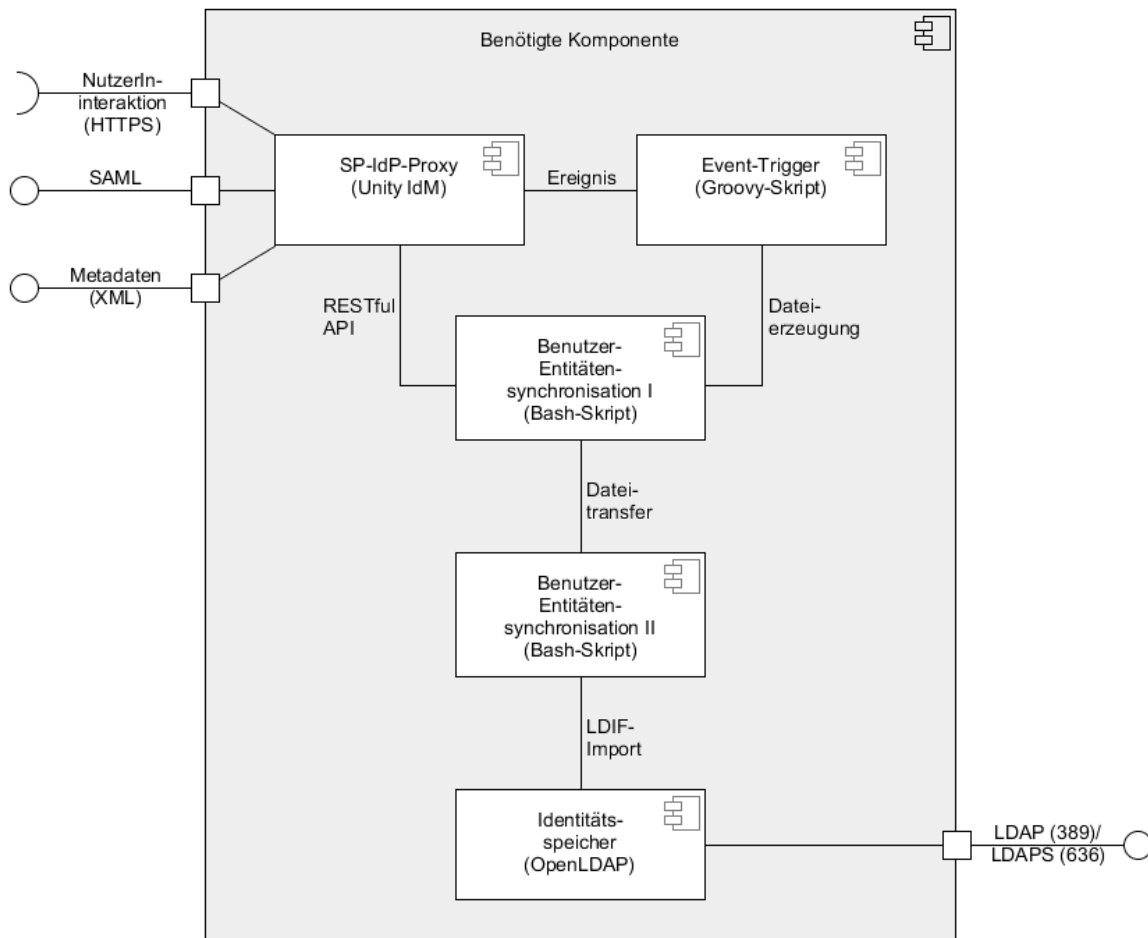 Benötigte Komponente
NutzerIn-
interaktion
(HTTPS)
SAML
Metadaten
(XML)
SP-IdP-Proxy
(Unity IdM)
Ereignis
Event-Trigger
(Groovy-Skript)
RESTful
API
Datei-
erzeugung
Benutzer-
Entitäten-
synchronisation I
(Bash-Skript)
Datei-
transfer
Benutzer-
Entitäten-
synchronisation II
(Bash-Skript)
LDIF-
Import
Identitäts-
speicher
(OpenLDAP)
LDAP (389)/
LDAPS (636)